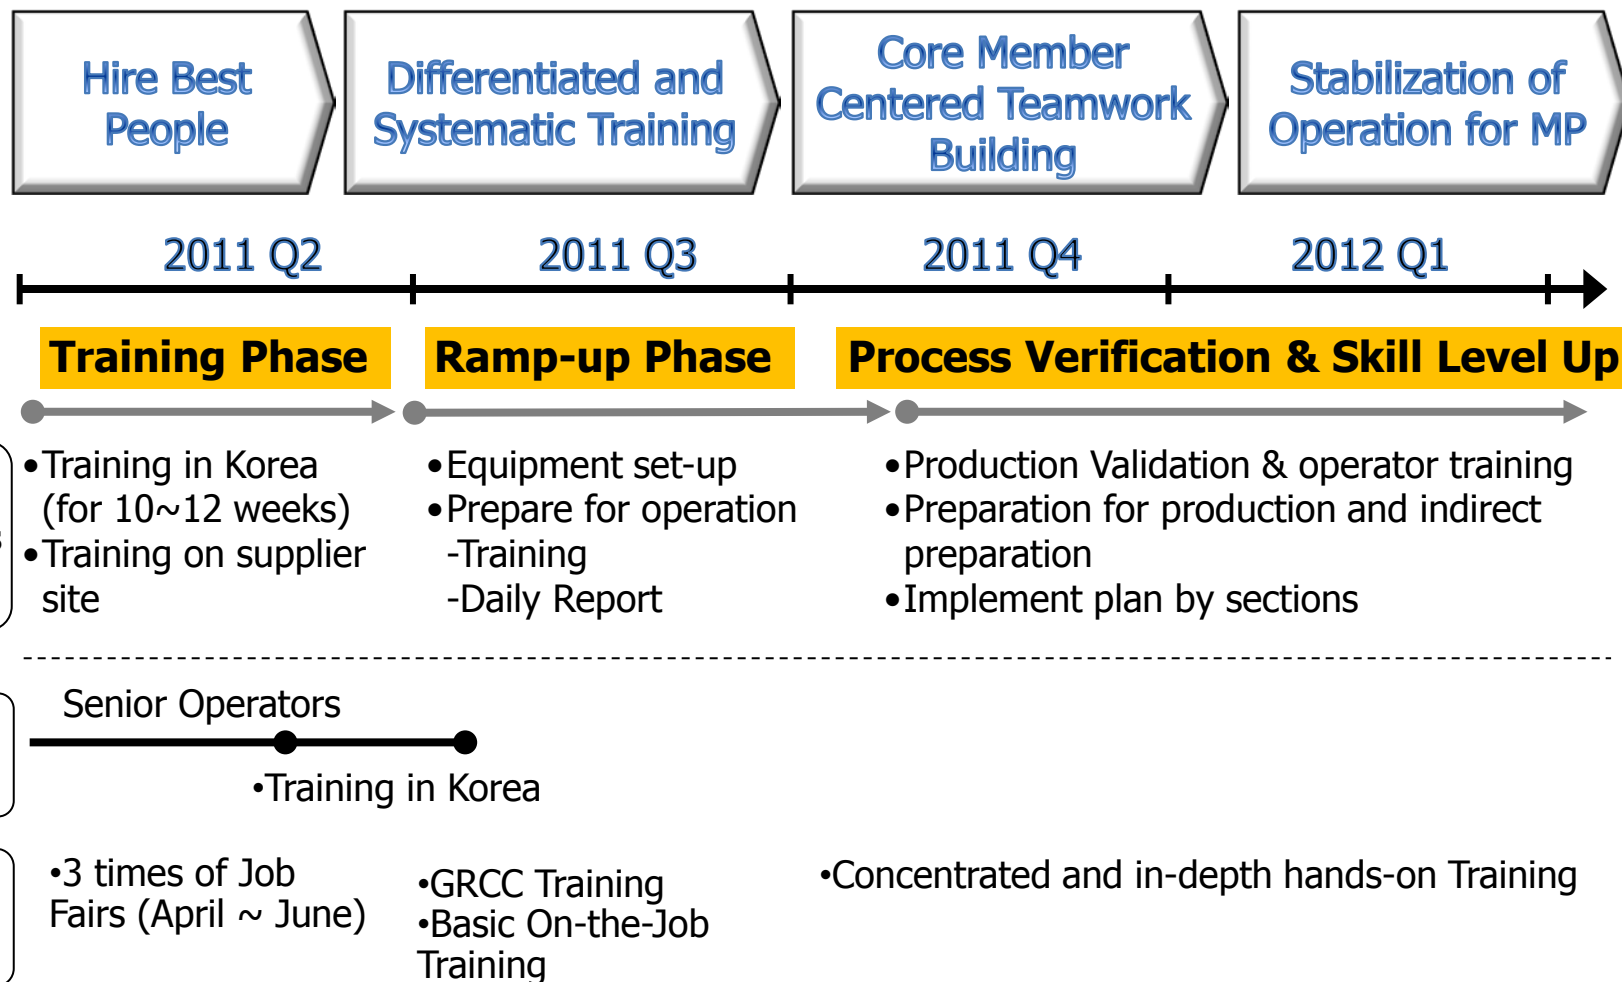 Hire Best
People
Differentiated and
Systematic Training
Core Member
Centered Teamwork
Building
Stabilization of
Operation for MP
2011 Q2
2011 Q3
2011 Q4
2012 Q1
Training Phase
Ramp-up Phase
Process Verification & Skill Level Up
•Training in Korea
(for 10~12 weeks)
•Training on supplier
site
•Equipment set-up
•Prepare for operation
-Training
-Daily Report
•Production Validation & operator training
•Preparation for production and indirect
preparation
•Implement plan by sections
Senior Operators
•Training in Korea
•3 times of Job
Fairs (April ~ June)
•GRCC Training
•Basic On-the-Job
Training
•Concentrated and in-depth hands-on Training